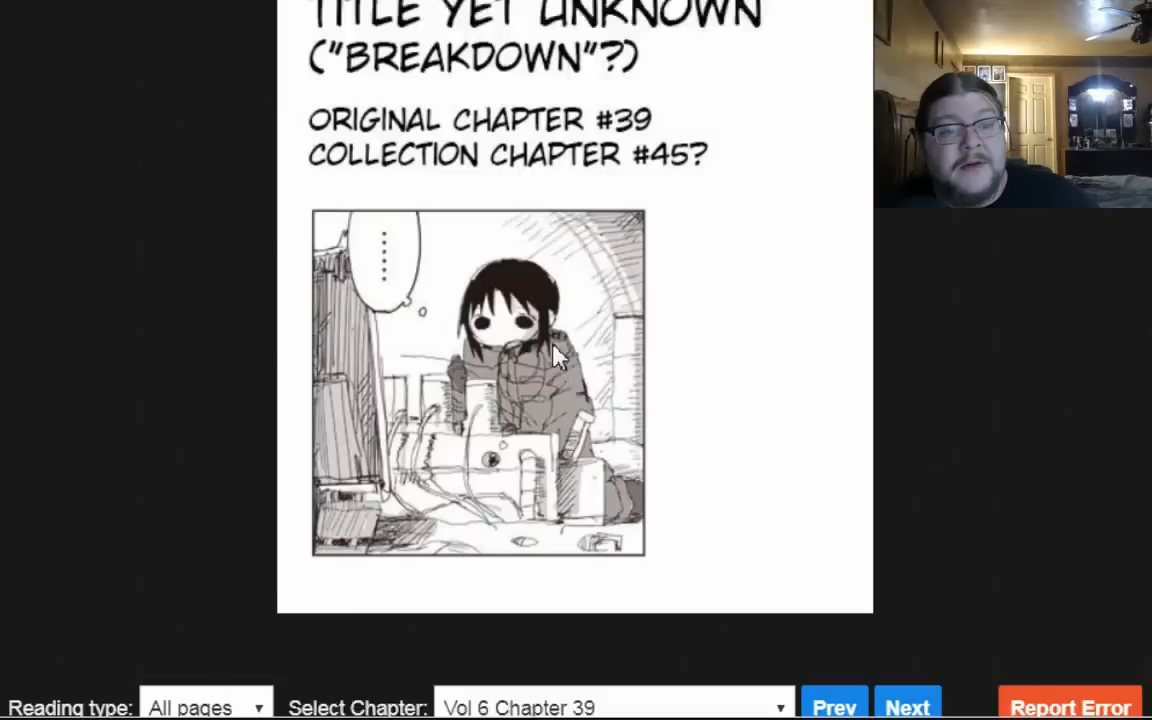 TITLE YET UNKNOWN
("BREAKDOWN"?)
ORIGINAL CHAPTER #39
COLLECTION CHAPTER #45?
Reading type:
All pages
Select Chapter:
Vol 6 Chapter 39
Prev
Next
Report Error